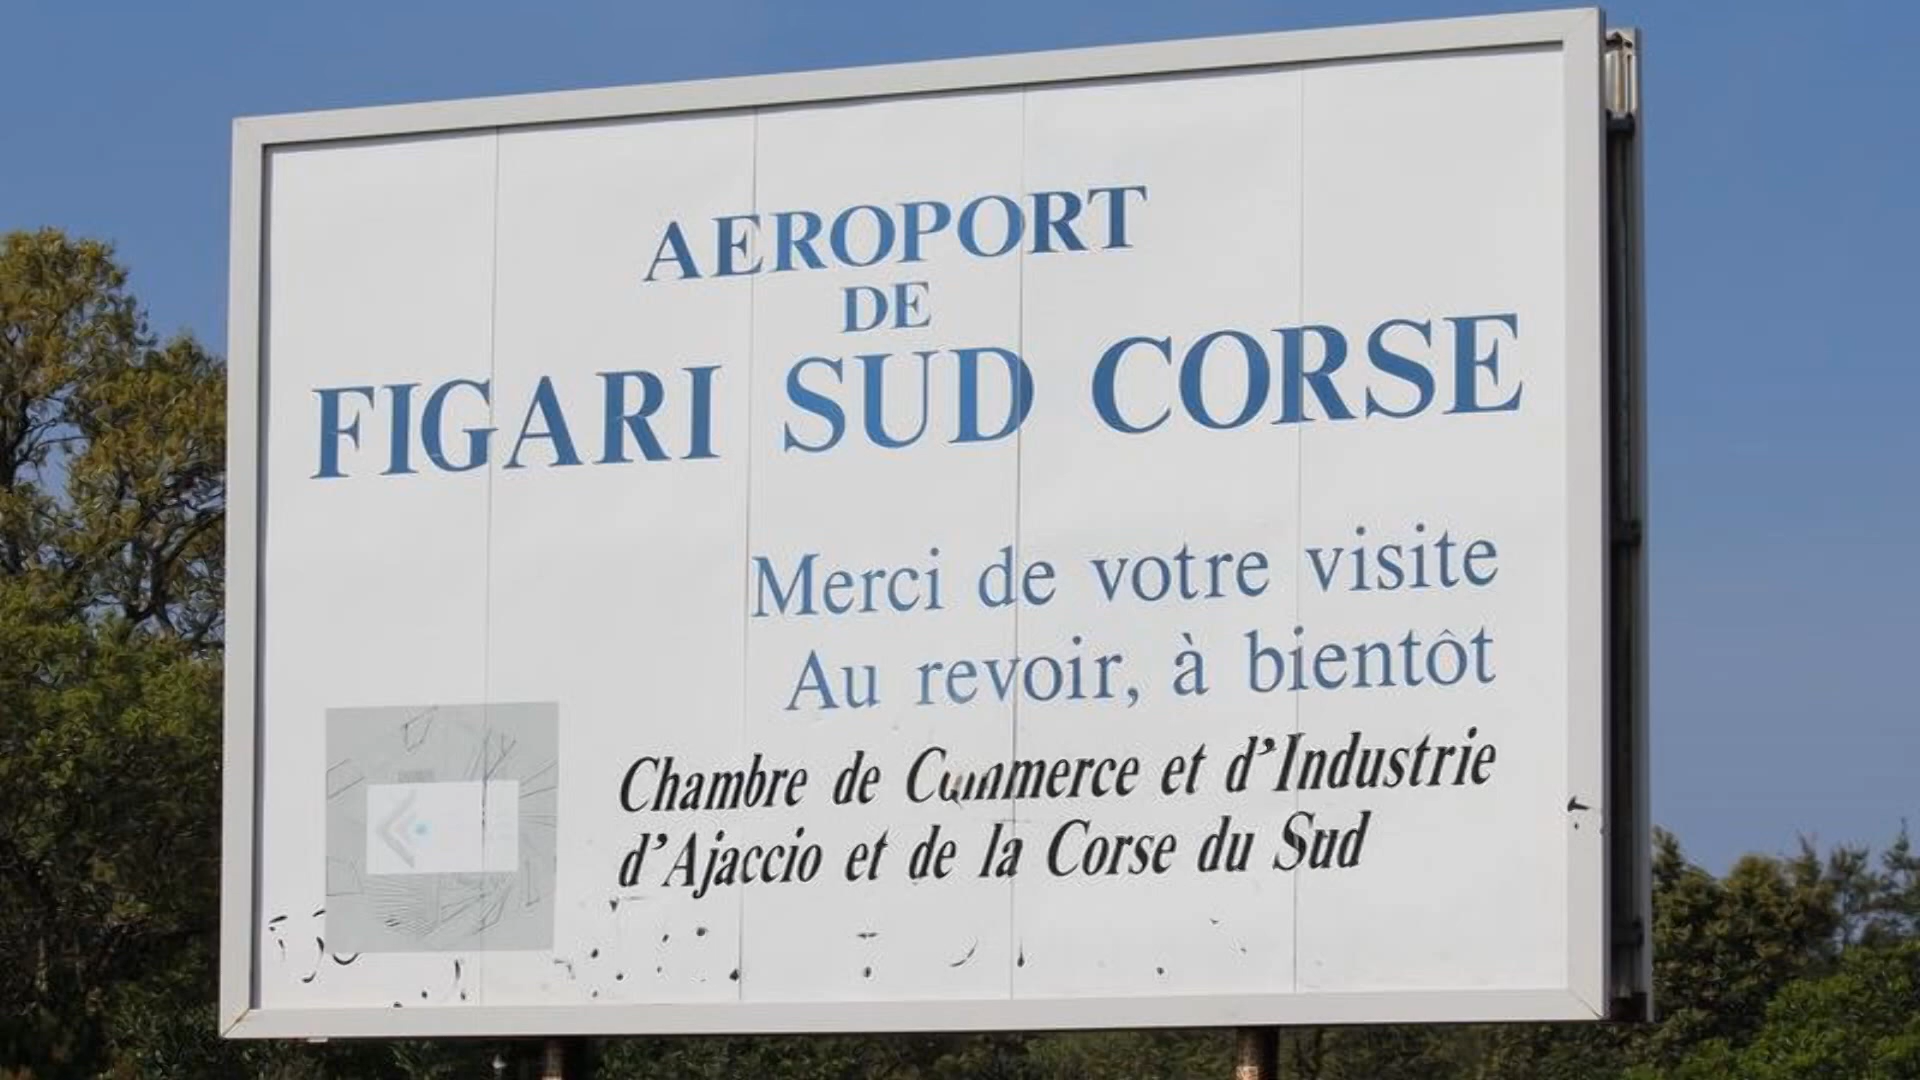 AEROPORT
DE
FIGARI SUD CORSE
Merci de votre visite
Au revoir, à bientôt
Chambre de Commerce et d'Industrie
d'Ajaccio et de la Corse du Sud